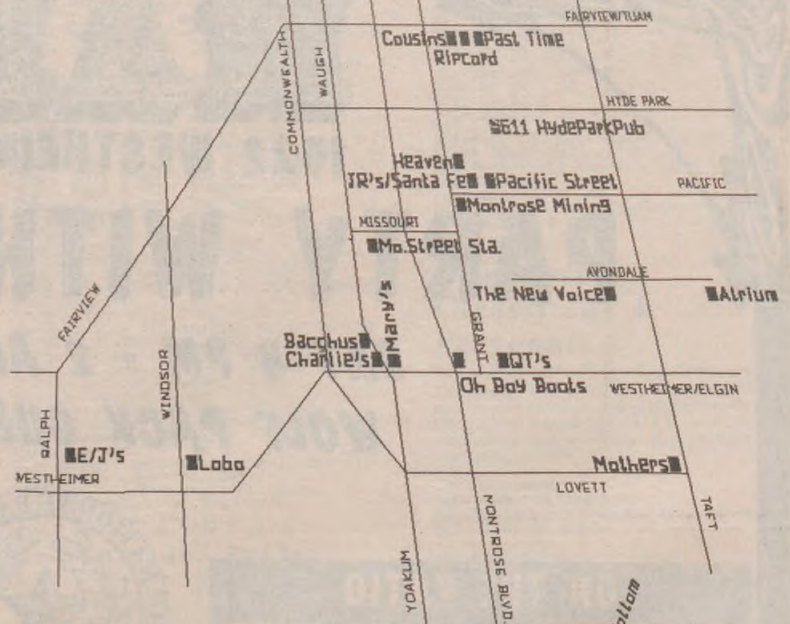 FAIRVIEW/TUAM
Cousins
Past Time
Ripcord
COMMONWEALTH
WAUGH
HYDE PARK
611 HydeParkPub
Heaven
JR's/Santa Fe
Pacific Street
PACIFIC
Montrose Mining
MISSOURI
Mo.Street Sta.
AVONDALE
The New Voice
Atrium
FAIRVIEW
Mary's
GRANT
Bacchus
Charlie's
QT's
Oh Boy Boots
WESTHEIMER/ELGIN
WINDSOR
RALPH
E/J's
Lobo
Mothers
WESTHEIMER
LOVETT
TAFT
YOAKUM
MONTROSE BLVD.